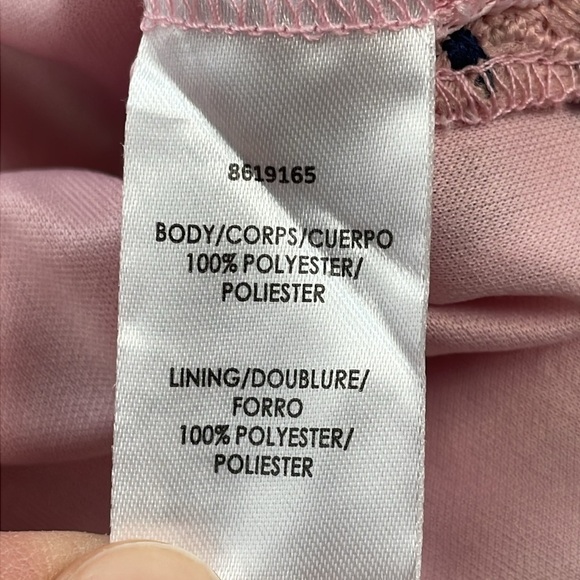 8619165
BODY/CORPS/CUERPO
100% POLYESTER/
POLIESTER
LINING/DOUBLURE/
FORRO
100% POLYESTER/
POLIESTER